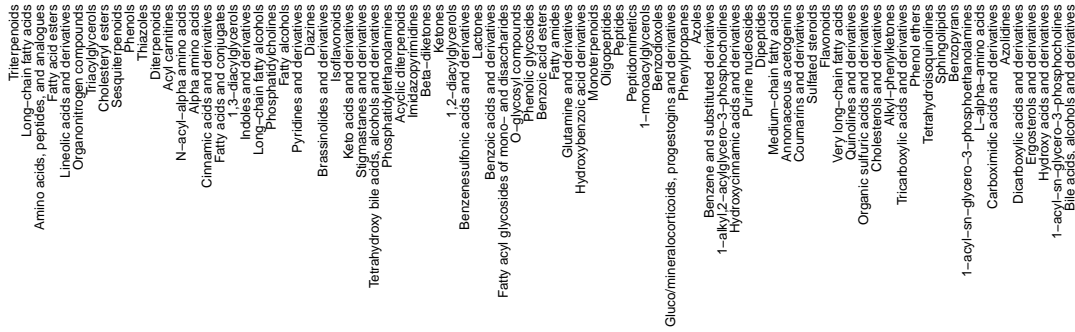 Triterpenoids
Long−chain fatty acids
Amino acids, peptides, and analogues
Fatty acid esters
Lineolic acids and derivatives
Organonitrogen compounds
Triacylglycerols
Cholesteryl esters
Sesquiterpenoids
Phenols
Thiazoles
Diterpenoids
Acyl carnitines
N−acyl−alpha amino acids
Alpha amino acids
Cinnamic acids and derivatives
Fatty acids and conjugates
1,3−diacylglycerols
Indoles and derivatives
Long−chain fatty alcohols
Phosphatidylcholines
Fatty alcohols
Pyridines and derivatives
Diazines
Brassinolides and derivatives
Isoflavonoids
Keto acids and derivatives
Stigmastanes and derivatives
Tetrahydroxy bile acids, alcohols and derivatives
Phosphatidylethanolamines
Acyclic diterpenoids
Imidazopyrimidines
Beta−diketones
Ketones
1,2−diacylglycerols
Benzenesulfonic acids and derivatives
Lactones
Benzoic acids and derivatives
Fatty acyl glycosides of mono− and disaccharides
O−glycosyl compounds
Phenolic glycosides
Benzoic acid esters
Fatty amides
Glutamine and derivatives
Hydroxybenzoic acid derivatives
Monoterpenoids
Oligopeptides
Peptides
Peptidomimetics
1−monoacylglycerols
Benzodioxoles
Gluco/mineralocorticoids, progestogins and derivatives
Phenylpropanes
Azoles
Benzene and substituted derivatives
1−alkyl,2−acylglycero−3−phosphocholines
Hydroxycinnamic acids and derivatives
Purine nucleosides
Dipeptides
Medium−chain fatty acids
Annonaceous acetogenins
Coumarins and derivatives
Sulfated steroids
Flavonoids
Very long−chain fatty acids
Quinolines and derivatives
Organic sulfuric acids and derivatives
Cholesterols and derivatives
Alkyl−phenylketones
Tricarboxylic acids and derivatives
Phenol ethers
Tetrahydroisoquinolines
Sphingolipids
Benzopyrans
1−acyl−sn−glycero−3−phosphoethanolamines
L−alpha−amino acids
Carboximidic acids and derivatives
Azolidines
Dicarboxylic acids and derivatives
Ergosterols and derivatives
Hydroxy acids and derivatives
1−acyl−sn−glycero−3−phosphocholines
Bile acids, alcohols and derivatives